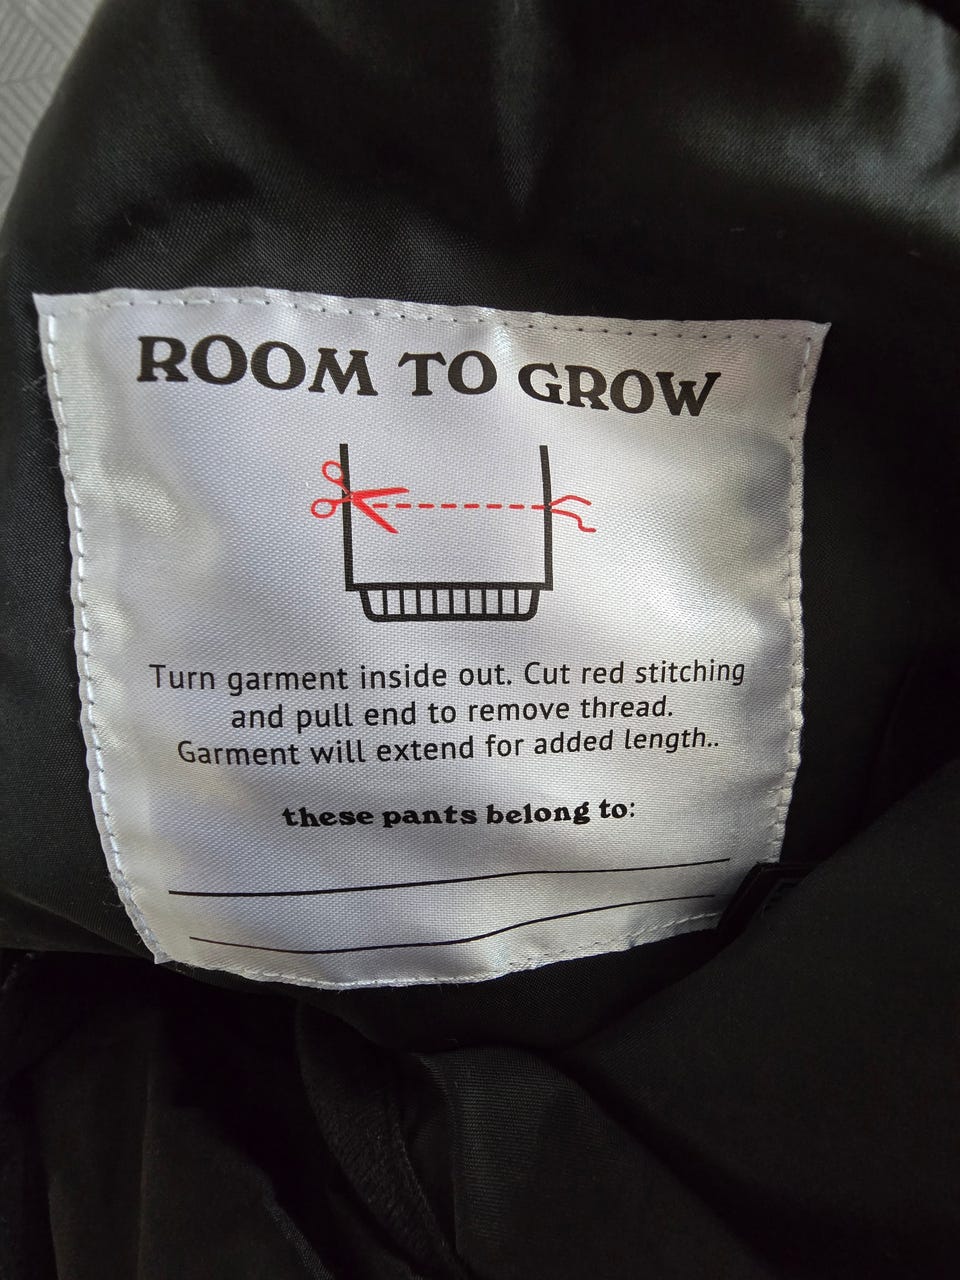 ROOM TO GROW
Turn garment inside out. Cut red stitching
and pull end to remove thread.
Garment will extend for added length..
these pants belong to: